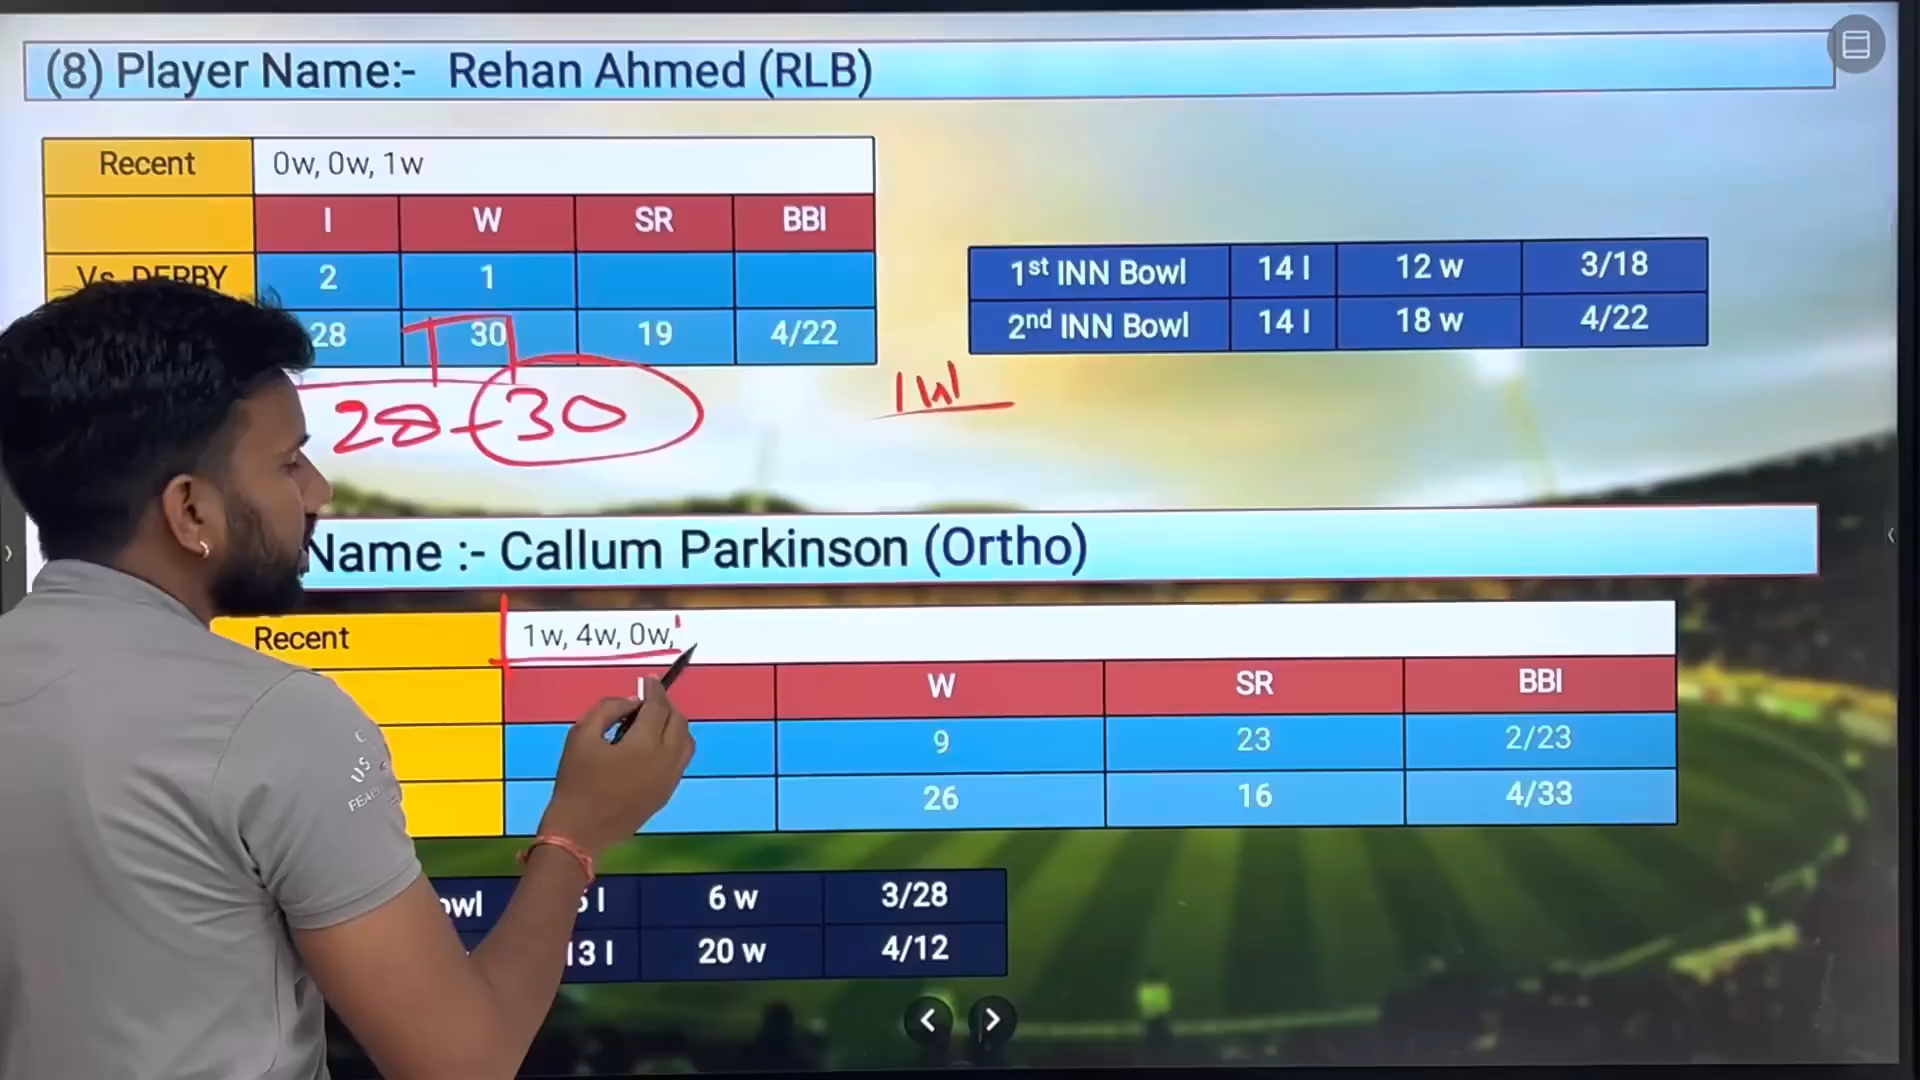 (8) Player Name:- Rehan Ahmed (RLB)
Recent 0w, 0w, 1w
I W SR BBI
Vs. DERBY 2 1
28 30 19 4/22
1st INN Bowl 14 I 12 w 3/18
2nd INN Bowl 14 I 18 w 4/22
28-30
1W
Name :- Callum Parkinson (Ortho)
Recent 1w, 4w, 0w,
I W SR BBI
9 23 2/23
26 16 4/33
6 w 3/28
13 I 20 w 4/12